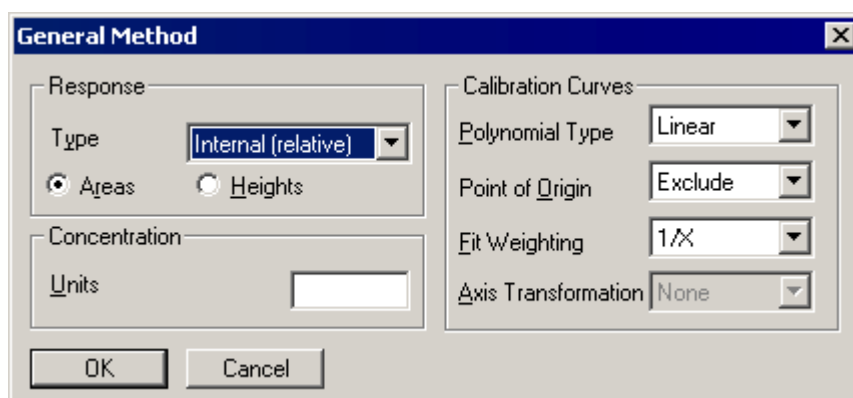 General Method
Response
Type Internal (relative)
Areas Heights
Concentration
Units
Calibration Curves
Polynomial Type Linear
Point of Origin Exclude
Fit Weighting 1/X
Axis Transformation None
OK Cancel